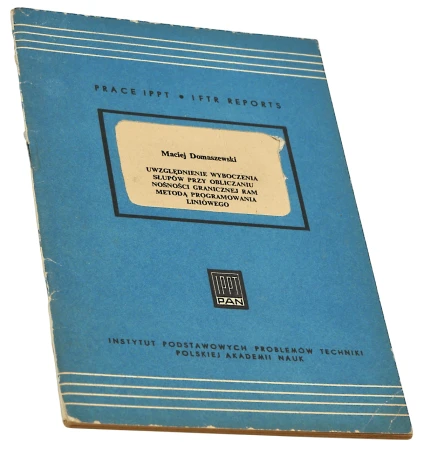 PRACE IPPT • IFTR REPORTS
Maciej Domaszewski
UWZGLĘDNIENIE WYBOCZENIA
SŁUPÓW PRZY OBLICZANIU
NOŚNOŚCI GRANICZNEJ RAM
METODĄ PROGRAMOWANIA
LINIOWEGO
IPPT
PAN
INSTYTUT PODSTAWOWYCH PROBLEMÓW TECHNIKI
POLSKIEJ AKADEMII NAUK